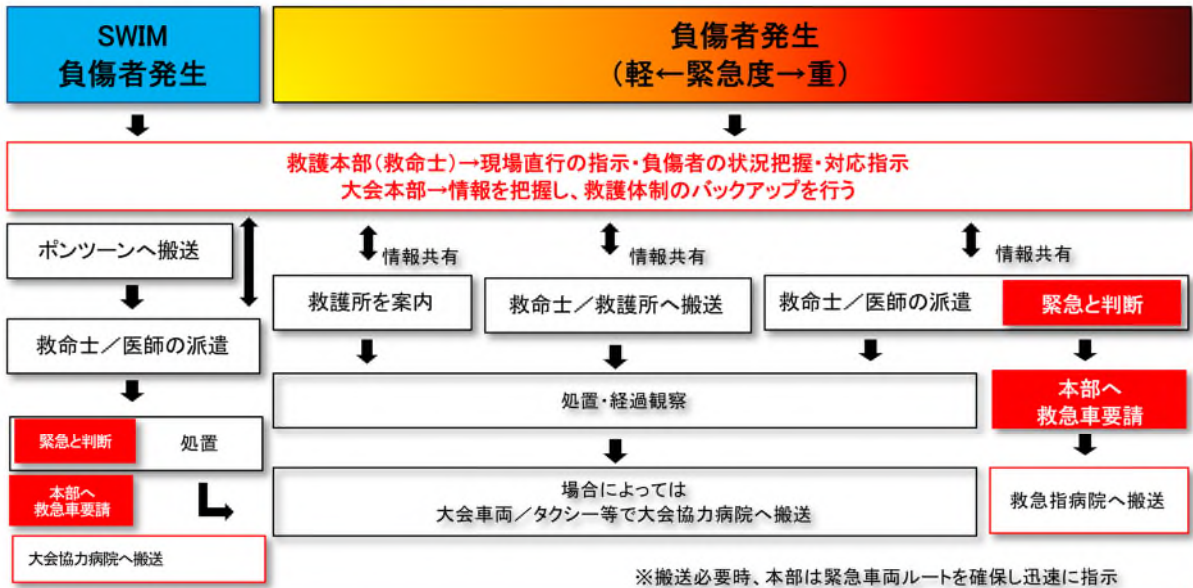 SWIM
負傷者発生
負傷者発生
（軽←緊急度→重）
救護本部（救命士）→現場直行の指示・負傷者の状況把握・対応指示
大会本部→情報を把握し、救護体制のバックアップを行う
ポンツーンへ搬送
情報共有
情報共有
情報共有
救護所を案内
救命士／救護所へ搬送
救命士／医師の派遣
緊急と判断
救命士／医師の派遣
処置・経過観察
本部へ
救急車要請
緊急と判断
処置
本部へ
救急車要請
場合によっては
大会車両／タクシー等で大会協力病院へ搬送
救急指病院へ搬送
大会協力病院へ搬送
※搬送必要時、本部は緊急車両ルートを確保し迅速に指示